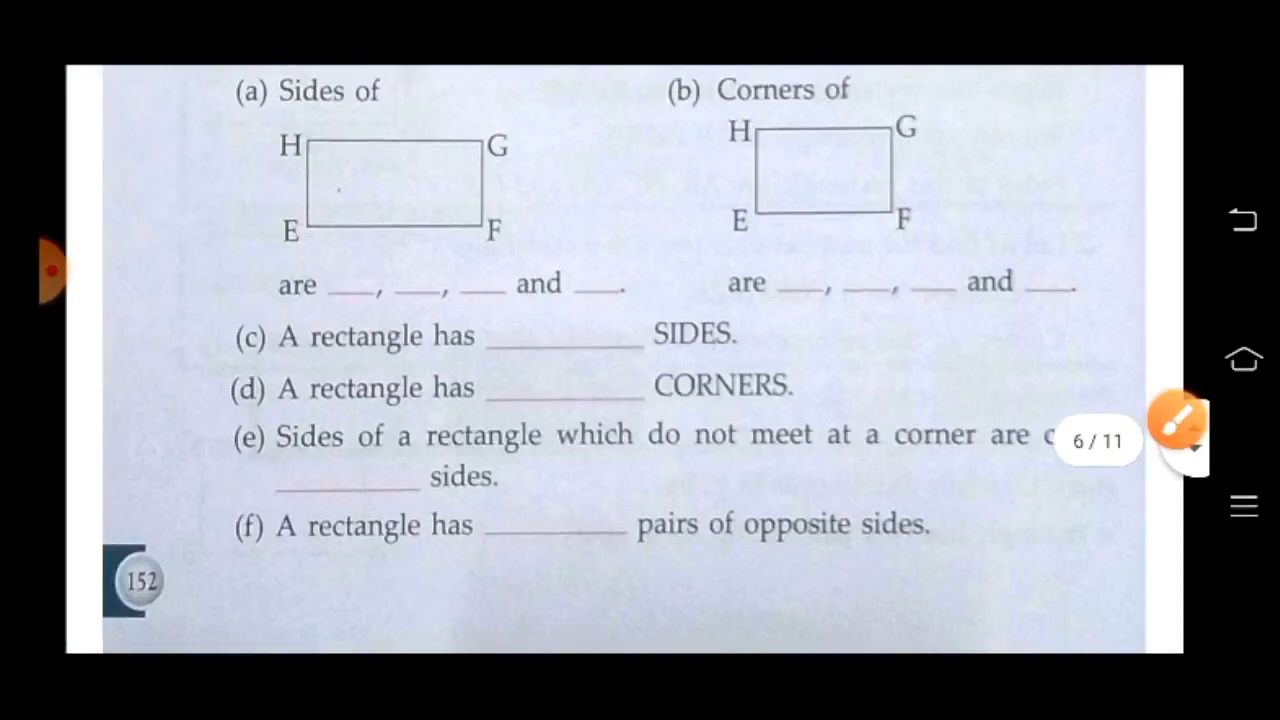 (a) Sides of
H G
E F
are ___, ___, ___ and ___.
(b) Corners of
H G
E F
are ___, ___, ___ and ___.
(c) A rectangle has __________ SIDES.
(d) A rectangle has __________ CORNERS.
(e) Sides of a rectangle which do not meet at a corner are
_________ sides.
(f) A rectangle has _________ pairs of opposite sides.
152
6 / 11